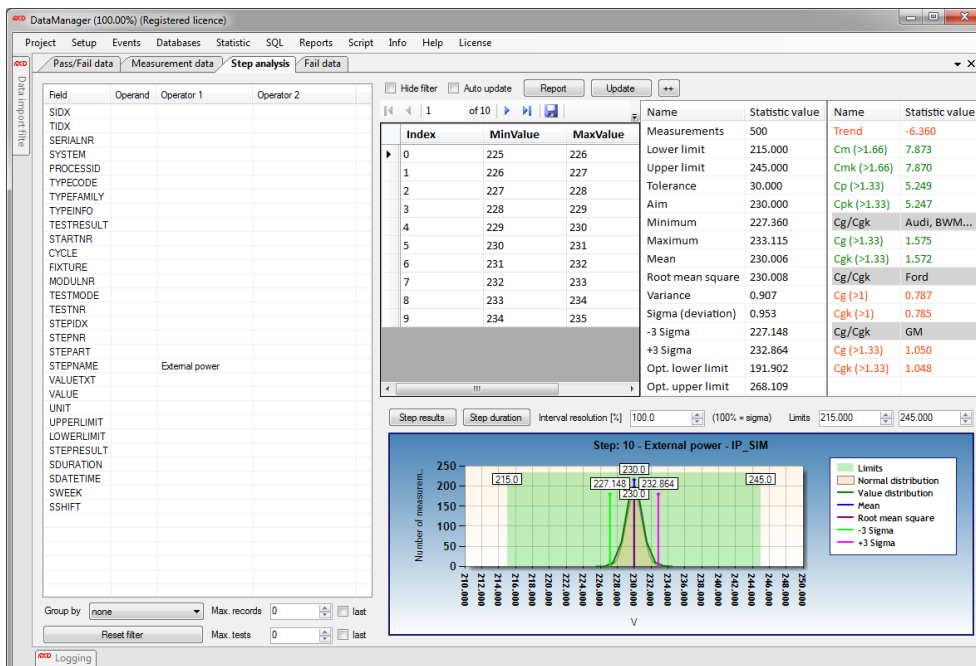 DataManager (100.00%) (Registered licence)
Project Setup Events Databases Statistic SQL Reports Script Info Help License
Data import filte
Pass/Fail data Measurement data Step analysis Fail data
Field Operand Operator 1 Operator 2
SIDX
TIDX
SERIALNR
SYSTEM
PROCESSID
TYPECODE
TYPEFAMILY
TYPEINFO
TESTRESULT
STARTNR
CYCLE
FIXTURE
MODULNR
TESTMODE
TESTNR
STEPIDX
STEPNR
STEPART
STEPNAME External power
VALUETXT
VALUE
UNIT
UPPERLIMIT
LOWERLIMIT
STEPRESULT
SDURATION
SDATETIME
SWEEK
SSHIFT
Group by none Max. records 0 last
Reset filter Max. tests 0 last
Hide filter Auto update Report Update ++
1 of 10
Index MinValue MaxValue
0 225 226
1 226 227
2 227 228
3 228 229
4 229 230
5 230 231
6 231 232
7 232 233
8 233 234
9 234 235
Name Statistic value
Measurements 500
Lower limit 215.000
Upper limit 245.000
Tolerance 30.000
Aim 230.000
Minimum 227.360
Maximum 233.115
Mean 230.006
Root mean square 230.008
Variance 0.907
Sigma (deviation) 0.953
-3 Sigma 227.148
+3 Sigma 232.864
Opt. lower limit 191.902
Opt. upper limit 268.109
Name Statistic value
Trend -6.360
Cm (>1.66) 7.873
Cmk (>1.66) 7.870
Cp (>1.33) 5.249
Cpk (>1.33) 5.247
Cg/Cgk Audi, BWM...
Cg (>1.33) 1.575
Cgk (>1.33) 1.572
Cg/Cgk Ford
Cg (>1) 0.787
Cgk (>1) 0.785
Cg/Cgk GM
Cg (>1.33) 1.050
Cgk (>1.33) 1.048
Step results Step duration Interval resolution [%] 100.0 (100% = sigma) Limits 215.000 245.000
Step: 10 - External power - IP_SIM
Number of measurem..
250
200
150
100
50
0
215.0 227.148 230.0 230.0 232.864 245.0
210.000 212.000 214.000 216.000 218.000 220.000 222.000 224.000 226.000 228.000 230.000 232.000 234.000 236.000 238.000 240.000 242.000 244.000 246.000 248.000 250.000
V
Limits
Normal distribution
Value distribution
Mean
Root mean square
-3 Sigma
+3 Sigma
Logging